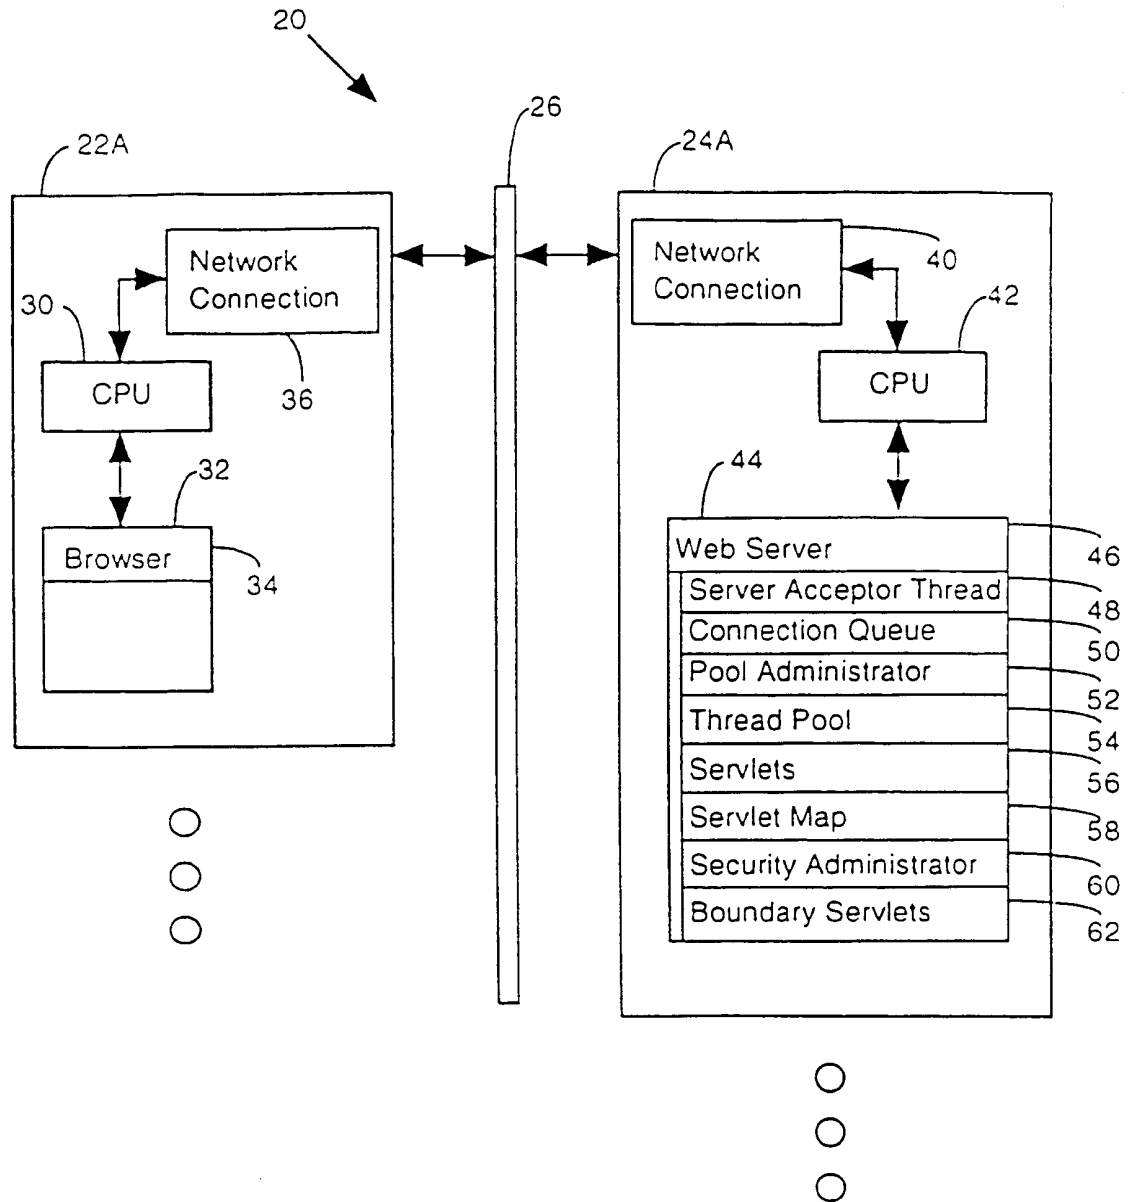 20
26
22A
24A
Network
Connection
30
36
CPU
32
Browser
34
Network
Connection
40
42
CPU
44
Web Server
46
Server Acceptor Thread
48
Connection Queue
50
Pool Administrator
52
Thread Pool
54
Servlets
56
Servlet Map
58
Security Administrator
60
Boundary Servlets
62